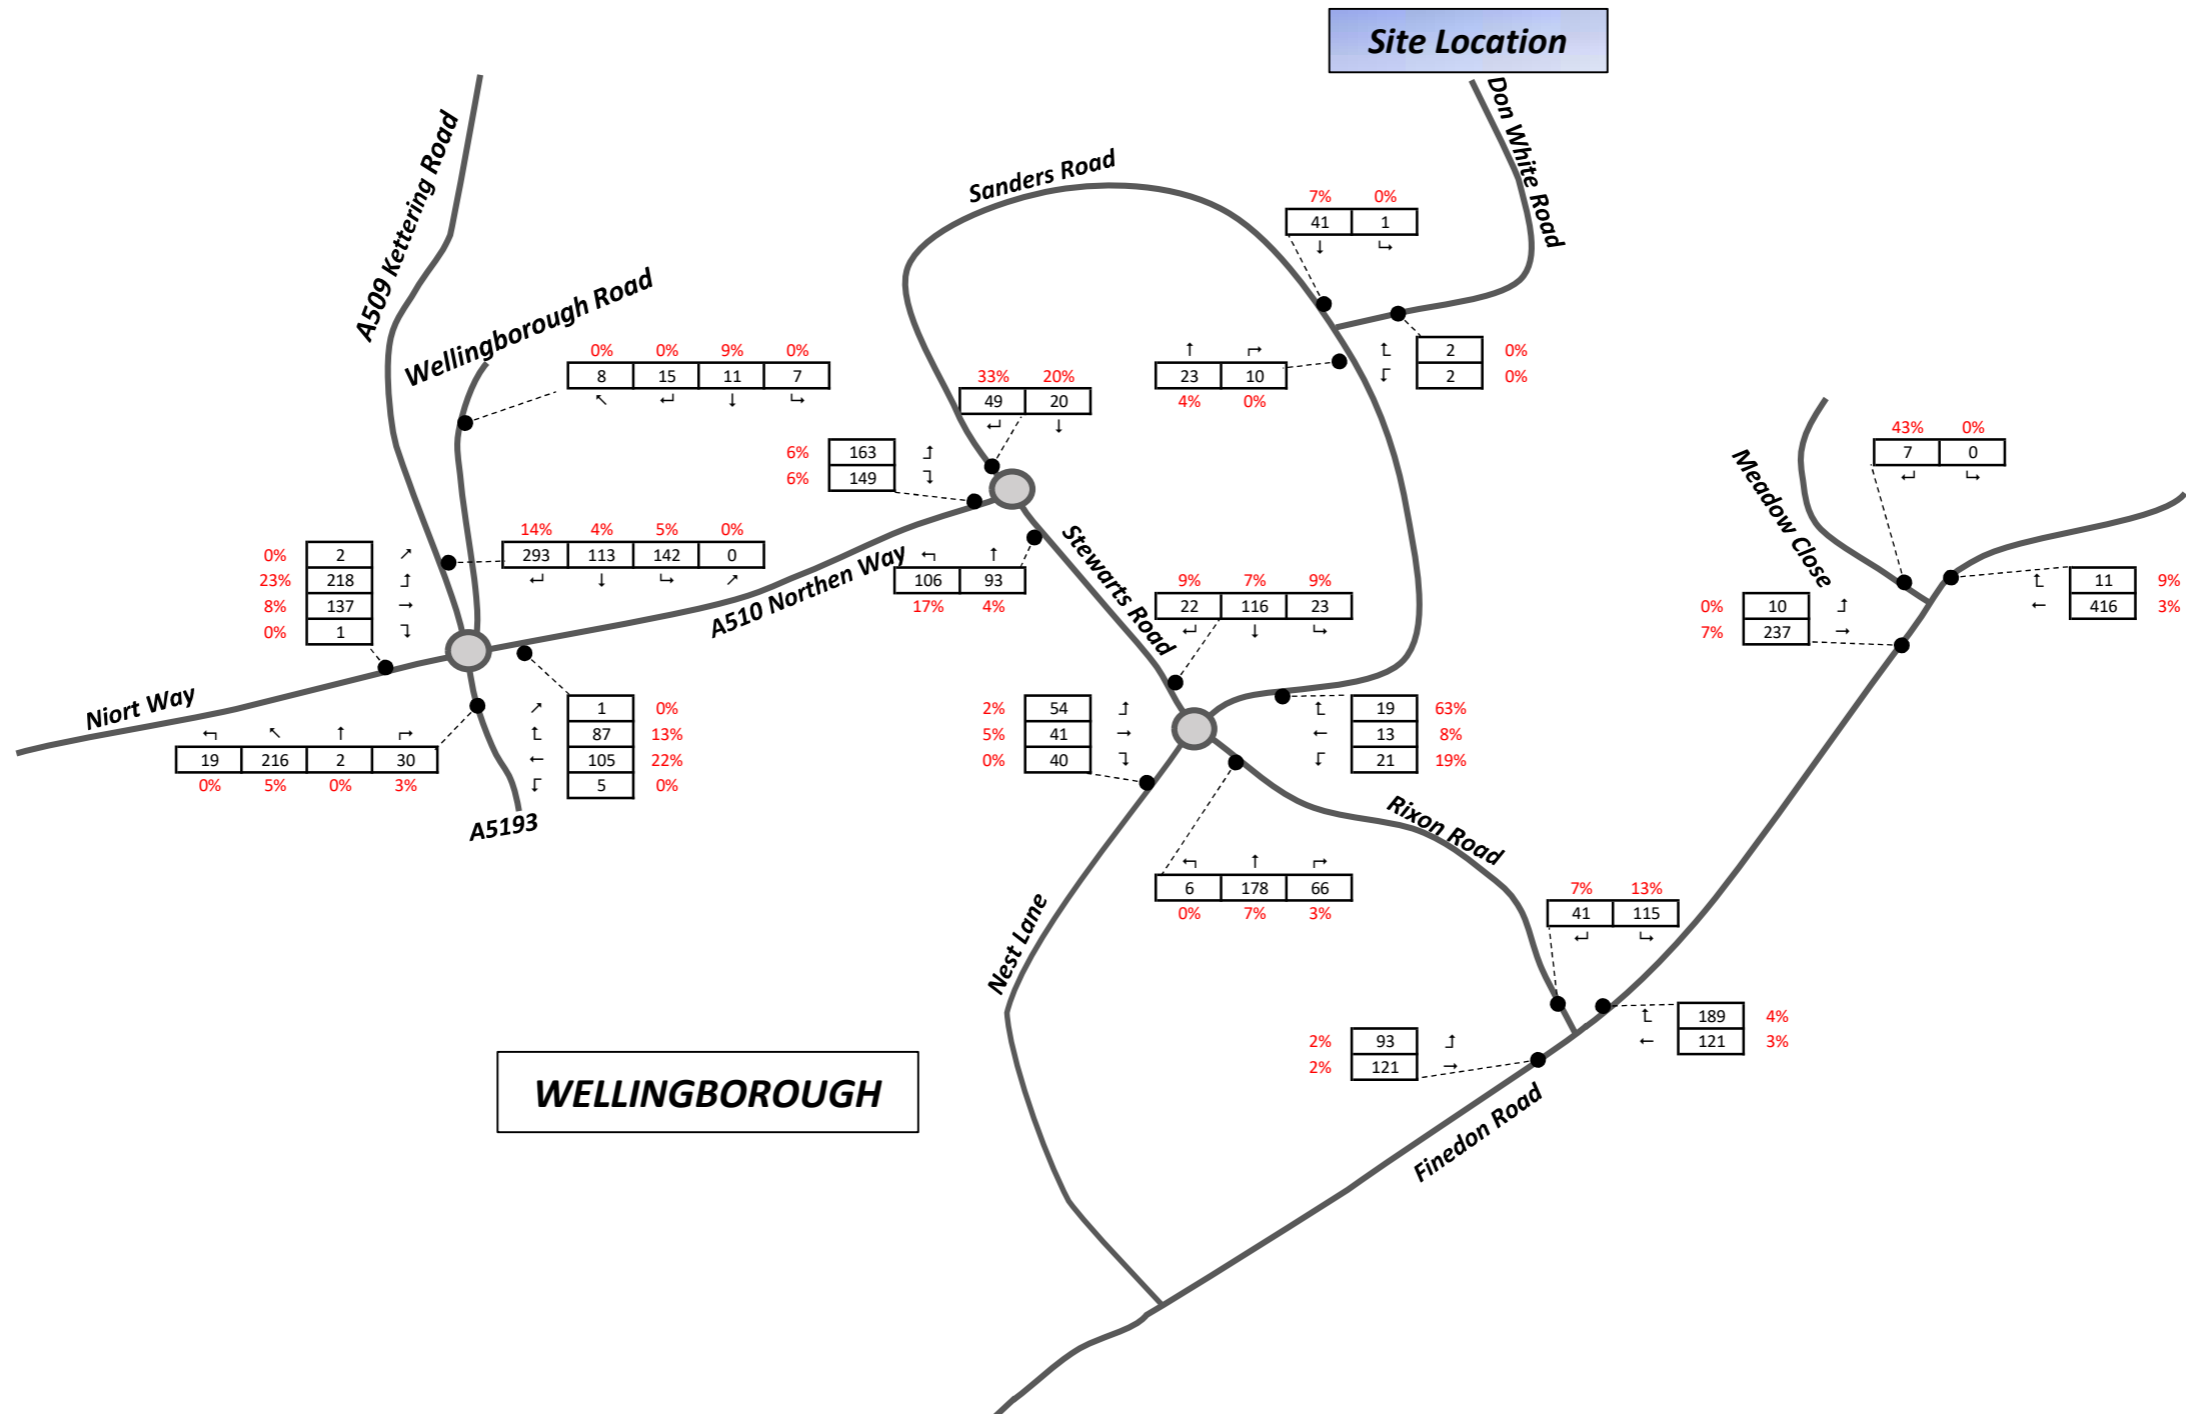 Site Location
Don White Road
A509 Kettering Road
Sanders Road
7% 0%
41 1
↓ ↳
Wellingborough Road
0% 0% 9% 0%
8 15 11 7
↖ ↵ ↓ ↳
↑ ↱
23 10
4% 0%
↥ 2 0%
↧ 2 0%
33% 20%
49 20
↵ ↓
6% 163
6% 149
43% 0%
7 0
↵ ↳
Meadow Close
14% 4% 5% 0%
293 113 142 0
↵ ↓ ↳ ↗
0% 2 ↗
23% 218
8% 137 →
0% 1
A510 Northen Way
↰ ↑
106 93
17% 4%
Stewarts Road
9% 7% 9%
22 116 23
↵ ↓ ↳
11 9%
← 416 3%
0% 10
7% 237 →
Niort Way
↰ ↖ ↑ ↱
19 216 2 30
0% 5% 0% 3%
↗ 1 0%
87 13%
← 105 22%
5 0%
A5193
2% 54
5% 41 →
0% 40
19 63%
← 13 8%
21 19%
Rixon Road
↰ ↑ ↱
6 178 66
0% 7% 3%
7% 13%
41 115
↵ ↳
Nest Lane
189 4%
← 121 3%
2% 93
2% 121 →
WELLINGBOROUGH
Finedon Road